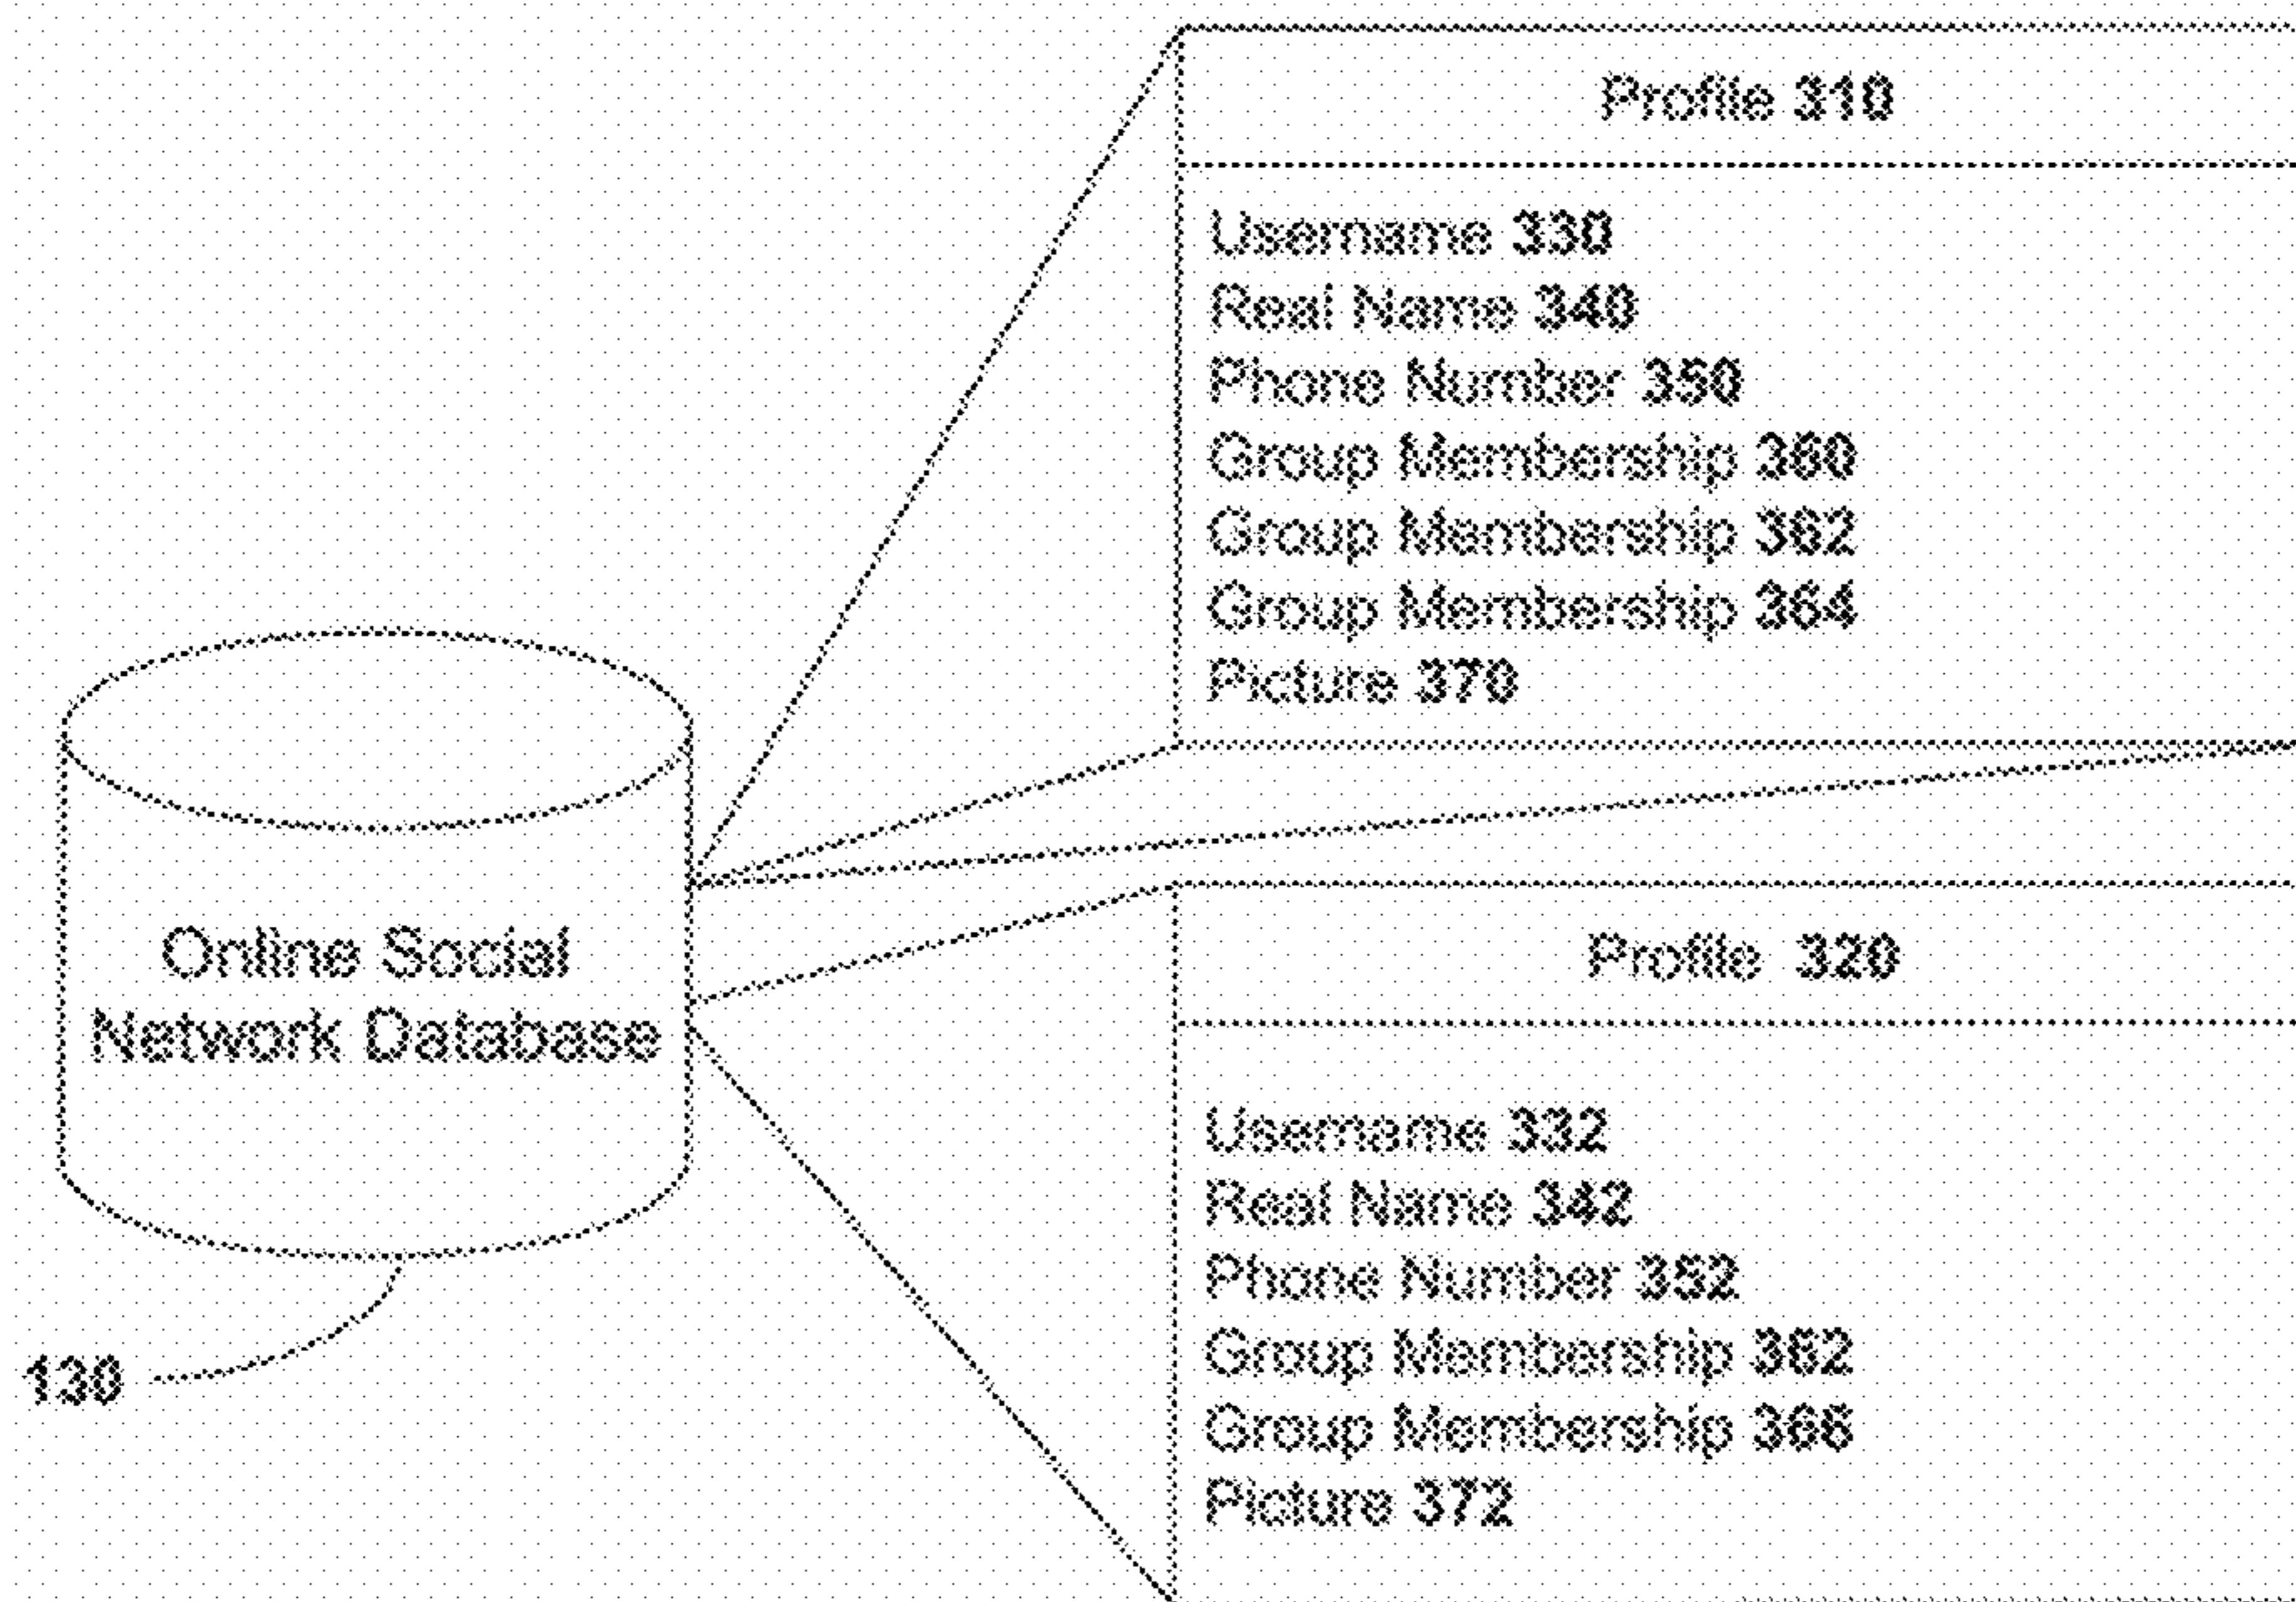 Profile 310
Username 330
Real Name 340
Phone Number 350
Group Membership 360
Group Membership 362
Group Membership 364
Picture 370
Online Social
Network Database
Profile 320
Username 332
Real Name 342
Phone Number 352
Group Membership 362
Group Membership 366
Picture 372
130